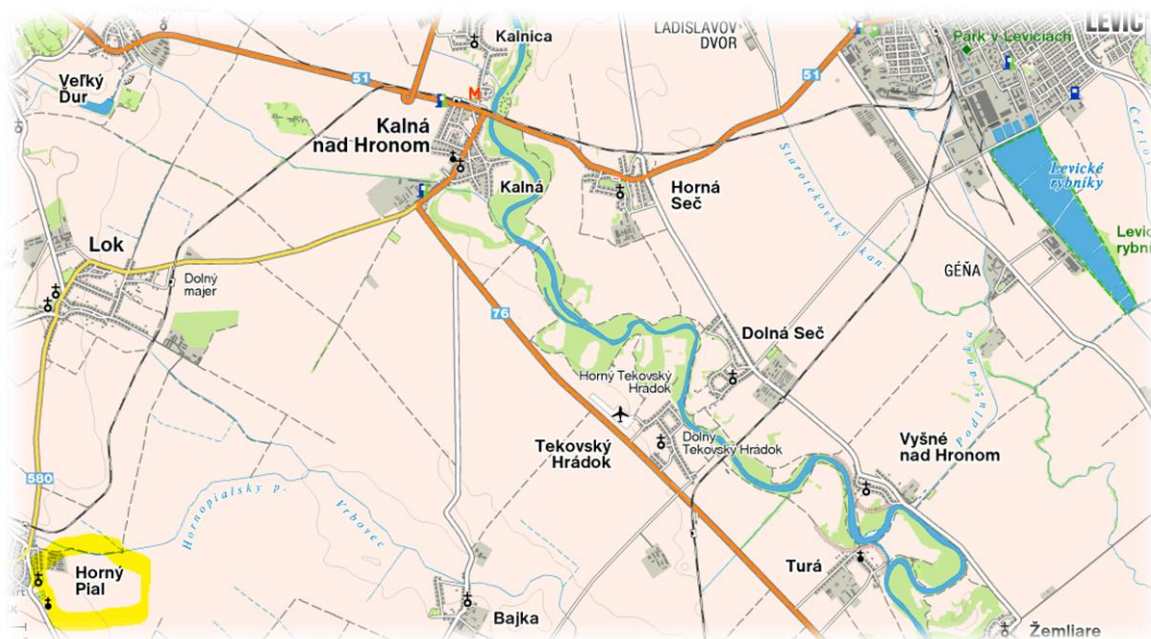 Kalnica
LADISLAVOV
DVOR
LEVIC
Park v Leviciach
51
51
Veľký
Ďur
M
Kalná
nad Hronom
Kalná
Horná
Seč
Starotekovský kan.
Levické
rybníky
Levic
rybní
Čerešlov
GÉŇA
Lok
Dolný
majer
76
Dolná Seč
Horný Tekovský
Hrádok
Podlužianka
Tekovský
Hrádok
Dolný
Tekovský Hrádok
Vyšné
nad Hronom
580
Hornopialsky p.
Vrbovec
Horný
Pial
Turá
Bajka
Žemliare